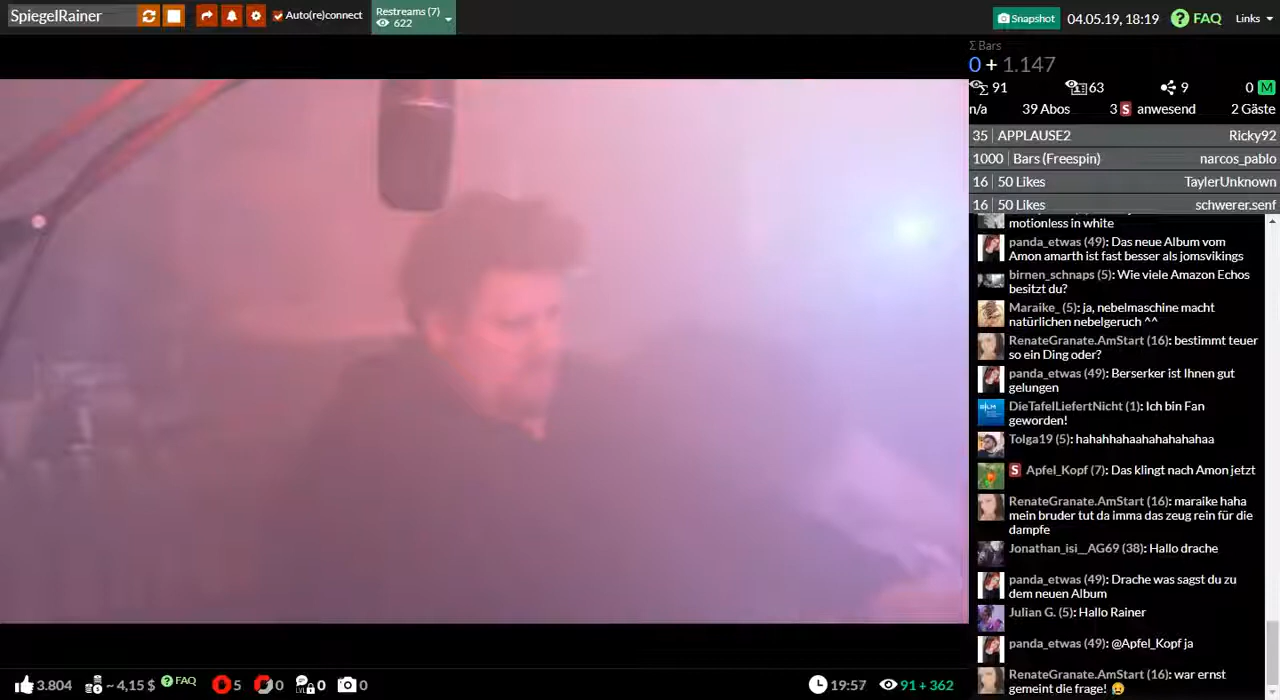 SpiegelRainer
Auto(re)connect
Restreams (7)
622
Snapshot
04.05.19, 18:19
FAQ
Links
Σ Bars
0 + 1.147
91
63
9
0 M
n/a
39 Abos
3 S anwesend
2 Gäste
35 | APPLAUSE2 Ricky92
1000 | Bars (Freespin) narcos_pablo
16 | 50 Likes TaylerUnknown
16 | 50 Likes schwerer.senf
motionless in white
panda_etwas (49): Das neue Album vom
Amon amarth ist fast besser als jomsvikings
birnen_schnaps (5): Wie viele Amazon Echos
besitzt du?
Maraike_ (5): ja, nebelmaschine macht
natürlichen nebelgeruch ^^
RenateGranate.AmStart (16): bestimmt teuer
so ein Ding oder?
panda_etwas (49): Berserker ist Ihnen gut
gelungen
DieTafelLiefertNicht (1): Ich bin Fan
geworden!
Tolga19 (5): hahahhahaahahahahahaa
S Apfel_Kopf (7): Das klingt nach Amon jetzt
RenateGranate.AmStart (16): maraike haha
mein bruder tut da imma das zeug rein für die
dampfe
Jonathan_isi__AG69 (38): Hallo drache
panda_etwas (49): Drache was sagst du zu
dem neuen Album
Julian G. (5): Hallo Rainer
panda_etwas (49): @Apfel_Kopf ja
RenateGranate.AmStart (16): war ernst
gemeint die frage
3.804
~ 4,15 $
FAQ
5
0
LVL
0
0
19:57
91 + 362